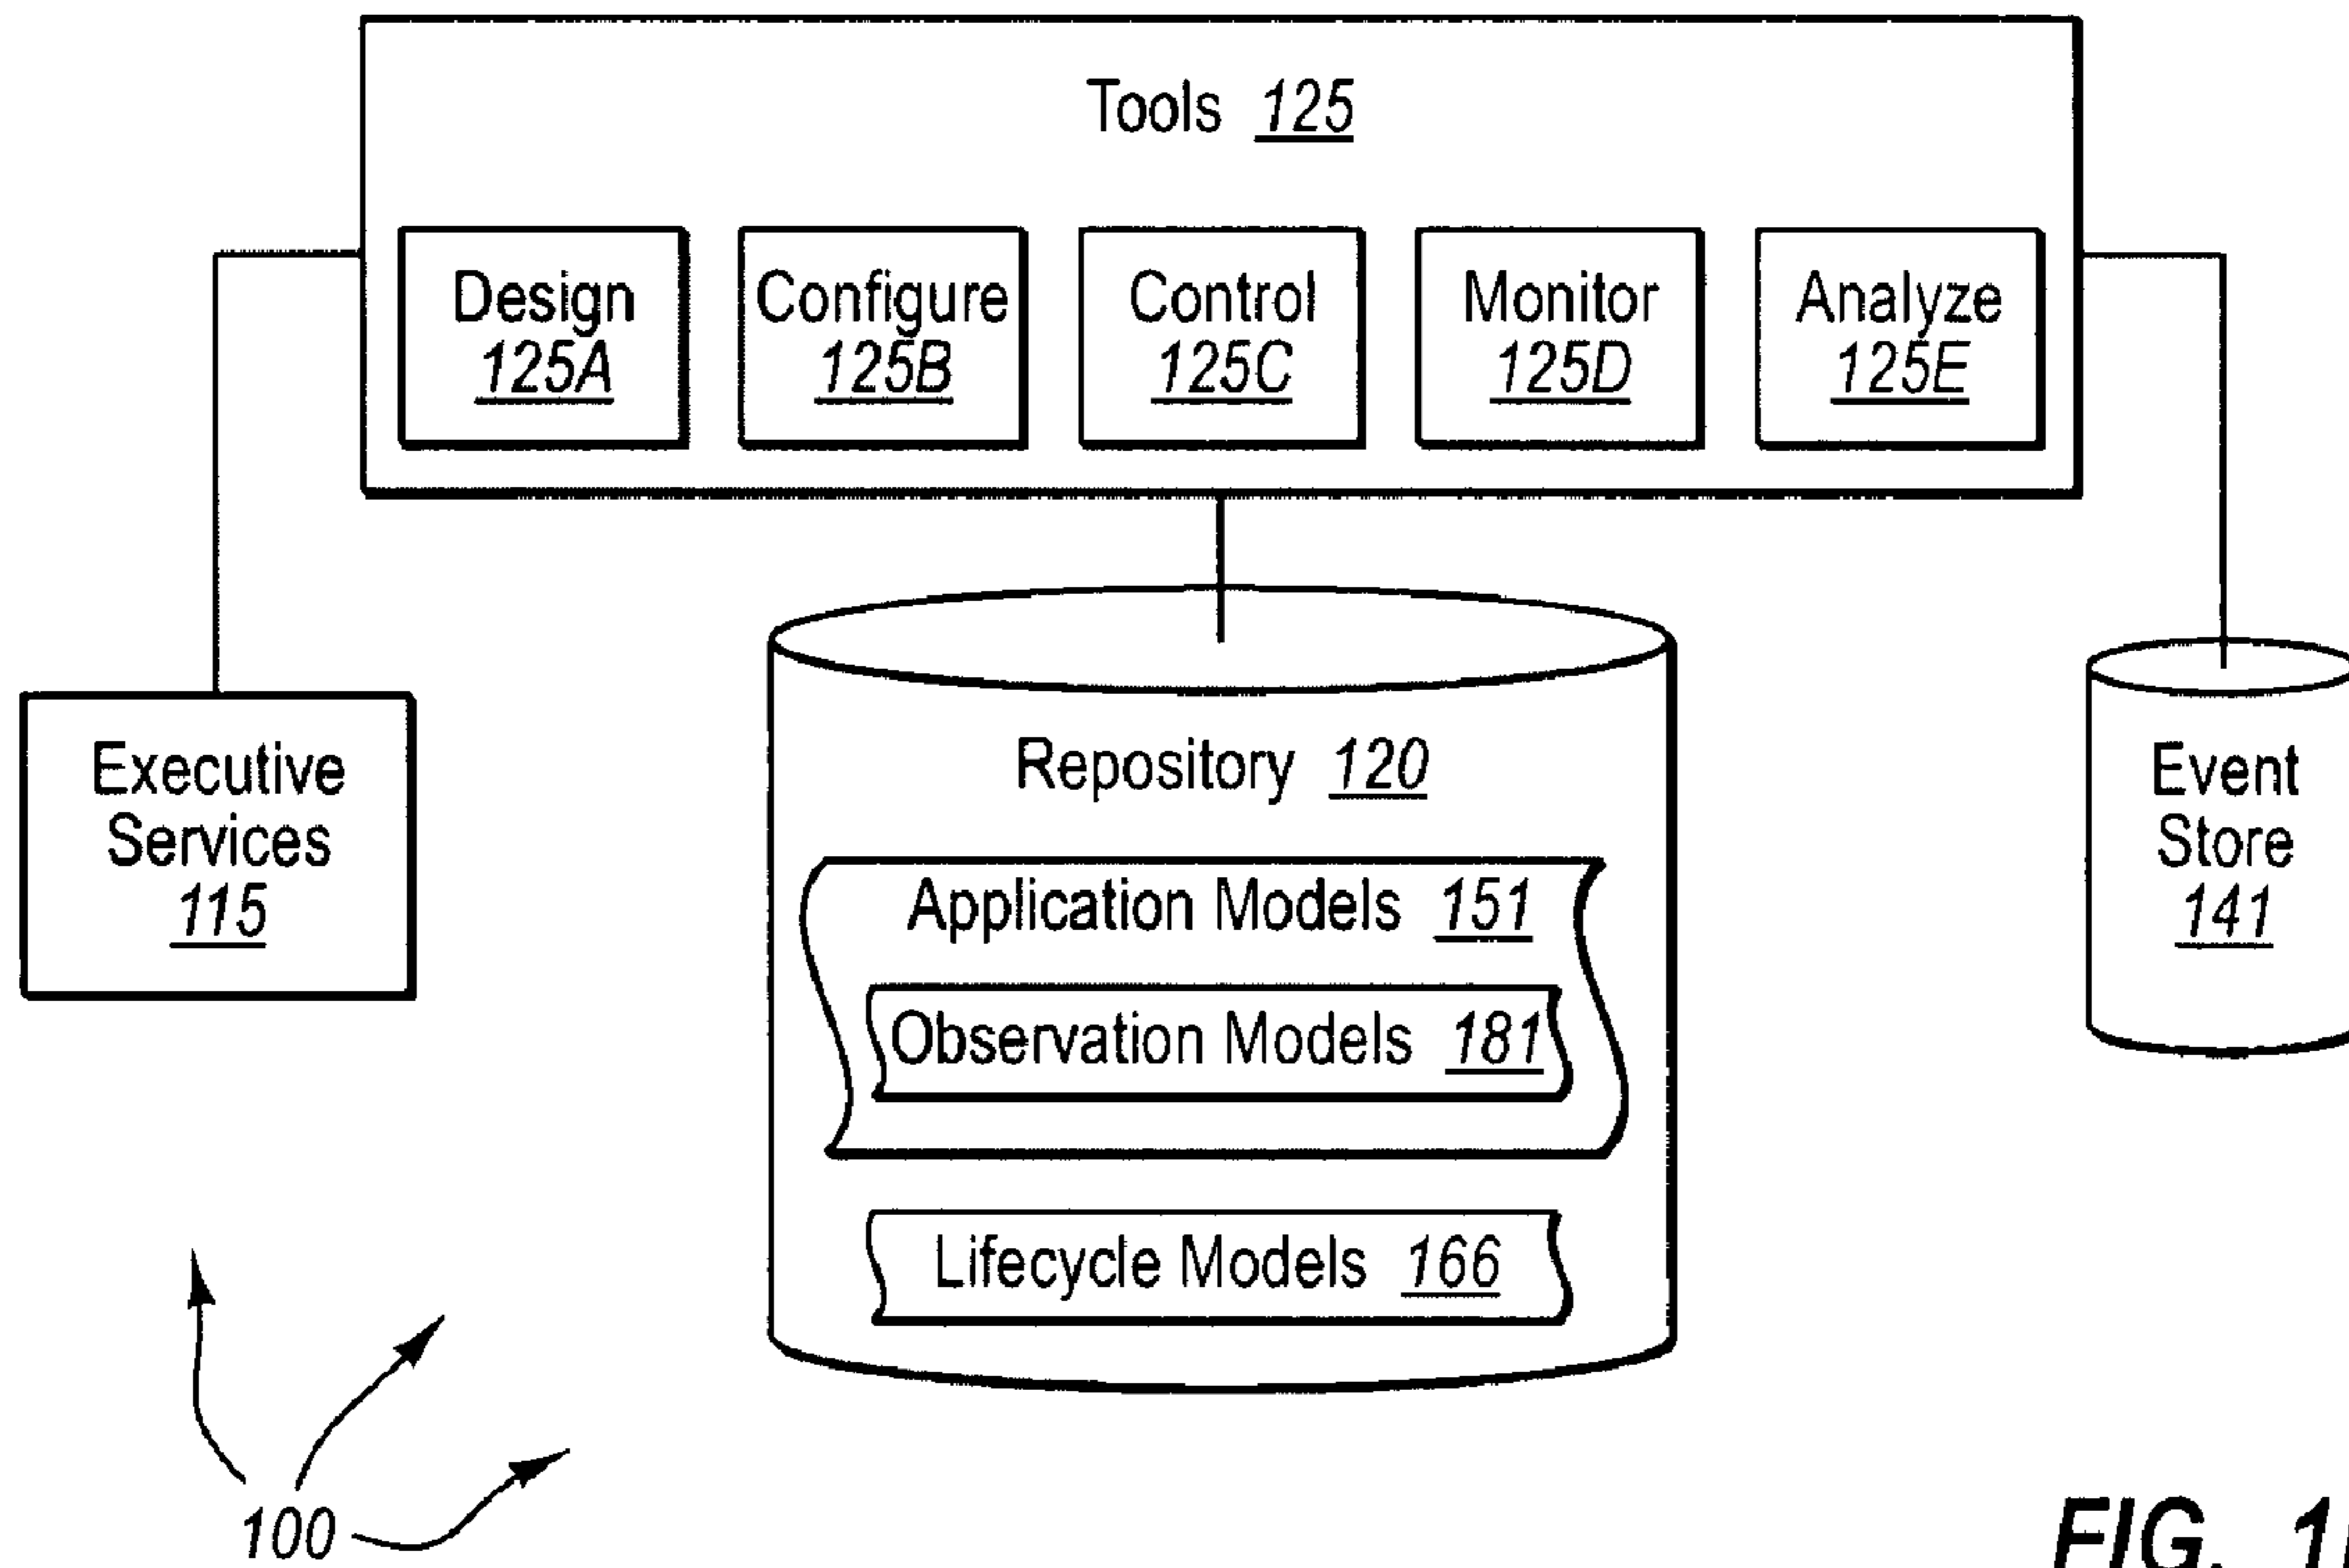 Tools 125
Design
125A
Configure
125B
Control
125C
Monitor
125D
Analyze
125E
Executive
Services
115
Repository 120
Application Models 151
Observation Models 181
Lifecycle Models 166
Event
Store
141
100
FIG.